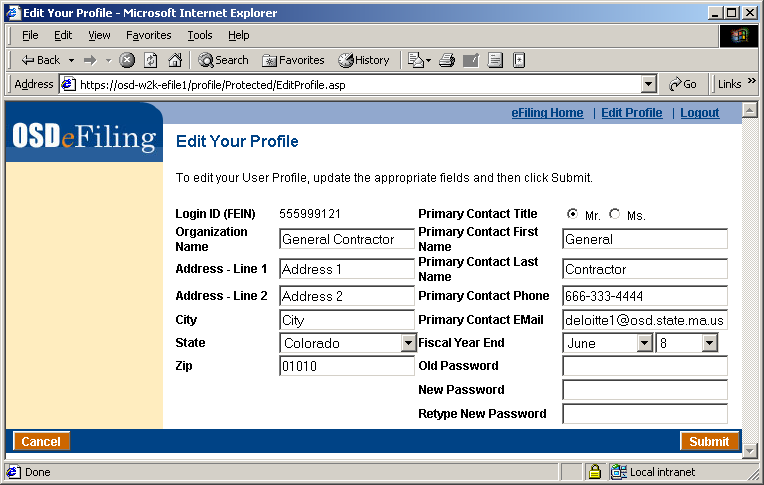 Edit Your Profile - Microsoft Internet Explorer
File Edit View Favorites Tools Help
Back Search Favorites History
Address https://osd-w2k-efile1/profile/Protected/EditProfile.asp Go Links »
eFiling Home | Edit Profile | Logout
OSDeFiling
Edit Your Profile
To edit your User Profile, update the appropriate fields and then click Submit.
Login ID (FEIN) 555999121 Primary Contact Title Mr. Ms.
Organization Name General Contractor Primary Contact First Name General
Address - Line 1 Address 1 Primary Contact Last Name Contractor
Address - Line 2 Address 2 Primary Contact Phone 666-333-4444
City City Primary Contact EMail deloitte1@osd.state.ma.us
State Colorado Fiscal Year End June 8
Zip 01010 Old Password
New Password
Retype New Password
Cancel Submit
Done Local intranet